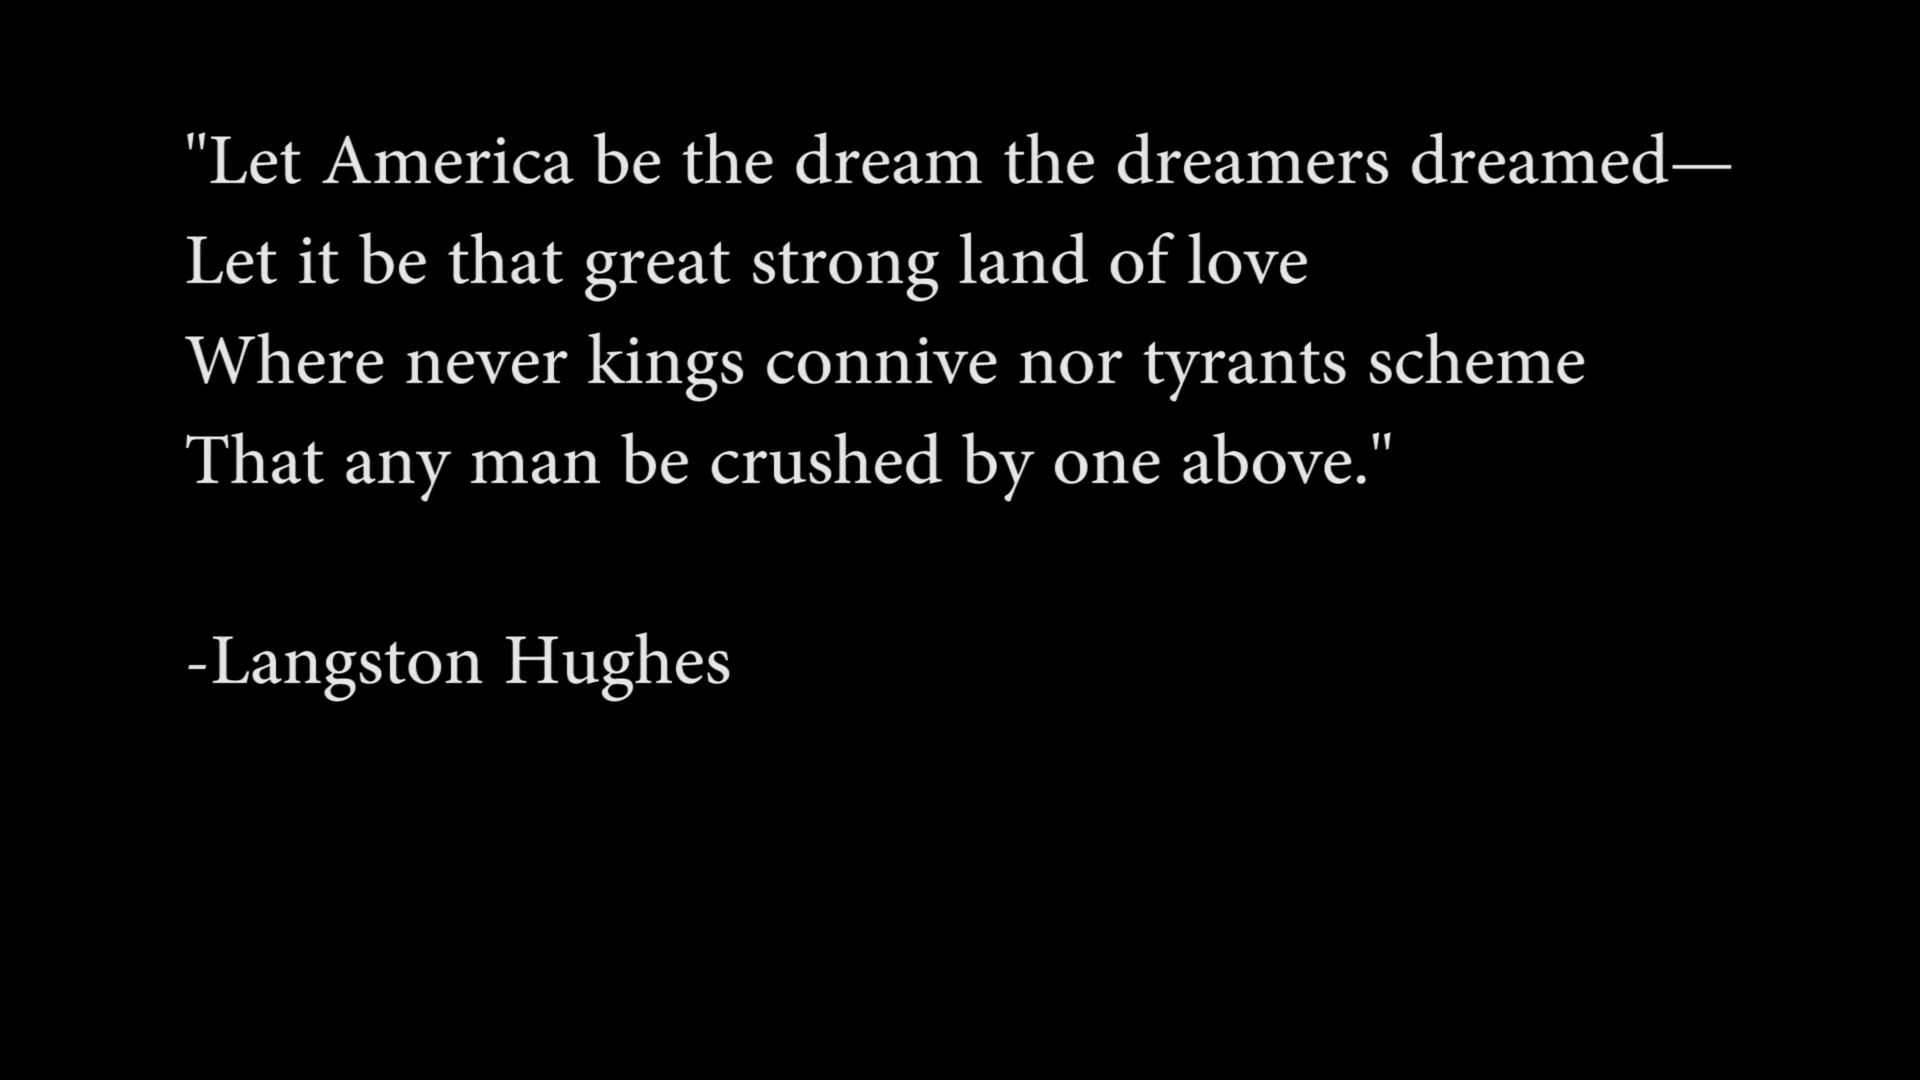 "Let America be the dream the dreamers dreamed—
Let it be that great strong land of love
Where never kings connive nor tyrants scheme
That any man be crushed by one above."
-Langston Hughes